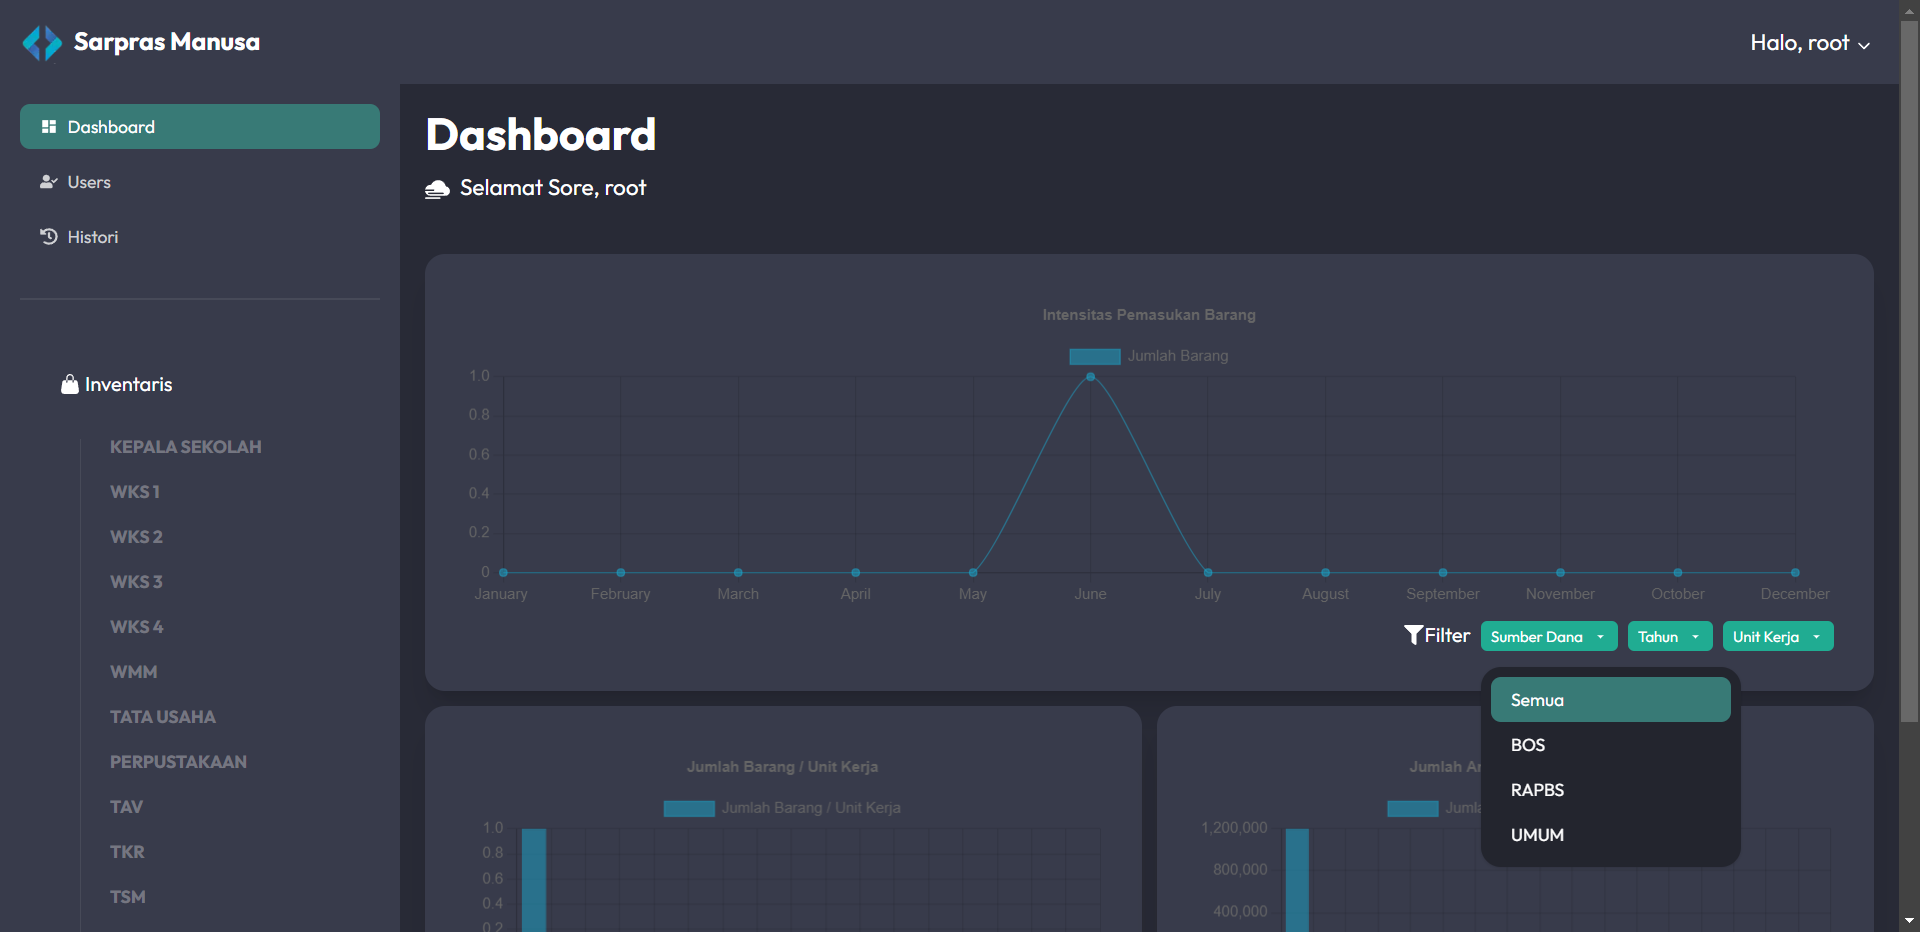 Sarpras Manusa
Halo, root
Dashboard
Users
Histori
Inventaris
KEPALA SEKOLAH
WKS 1
WKS 2
WKS 3
WKS 4
WMM
TATA USAHA
PERPUSTAKAAN
TAV
TKR
TSM
Dashboard
Selamat Sore, root
Intensitas Pemasukan Barang
Jumlah Barang
1.0
0.8
0.6
0.4
0.2
0
January February March April May June July August September November October December
Filter Sumber Dana Tahun Unit Kerja
Semua
BOS
RAPBS
UMUM
Jumlah Barang / Unit Kerja
Jumlah Barang / Unit Kerja
1.0
0.8
0.6
0.4
0.2
Jumlah
1,200,000
800,000
400,000